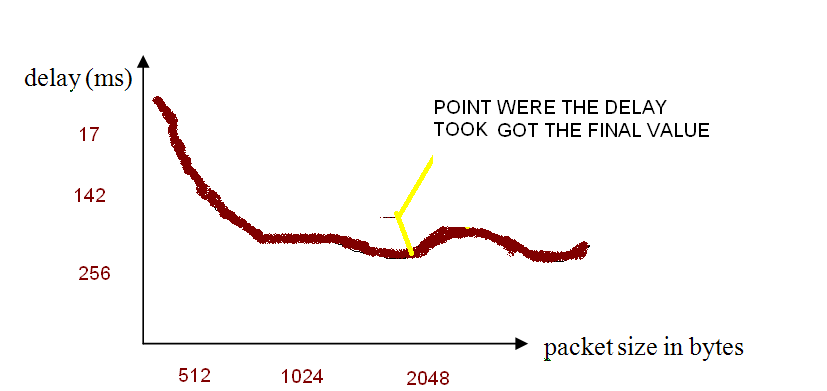 delay (ms)
POINT WERE THE DELAY
TOOK GOT THE FINAL VALUE
17
142
256
packet size in bytes
512
1024
2048